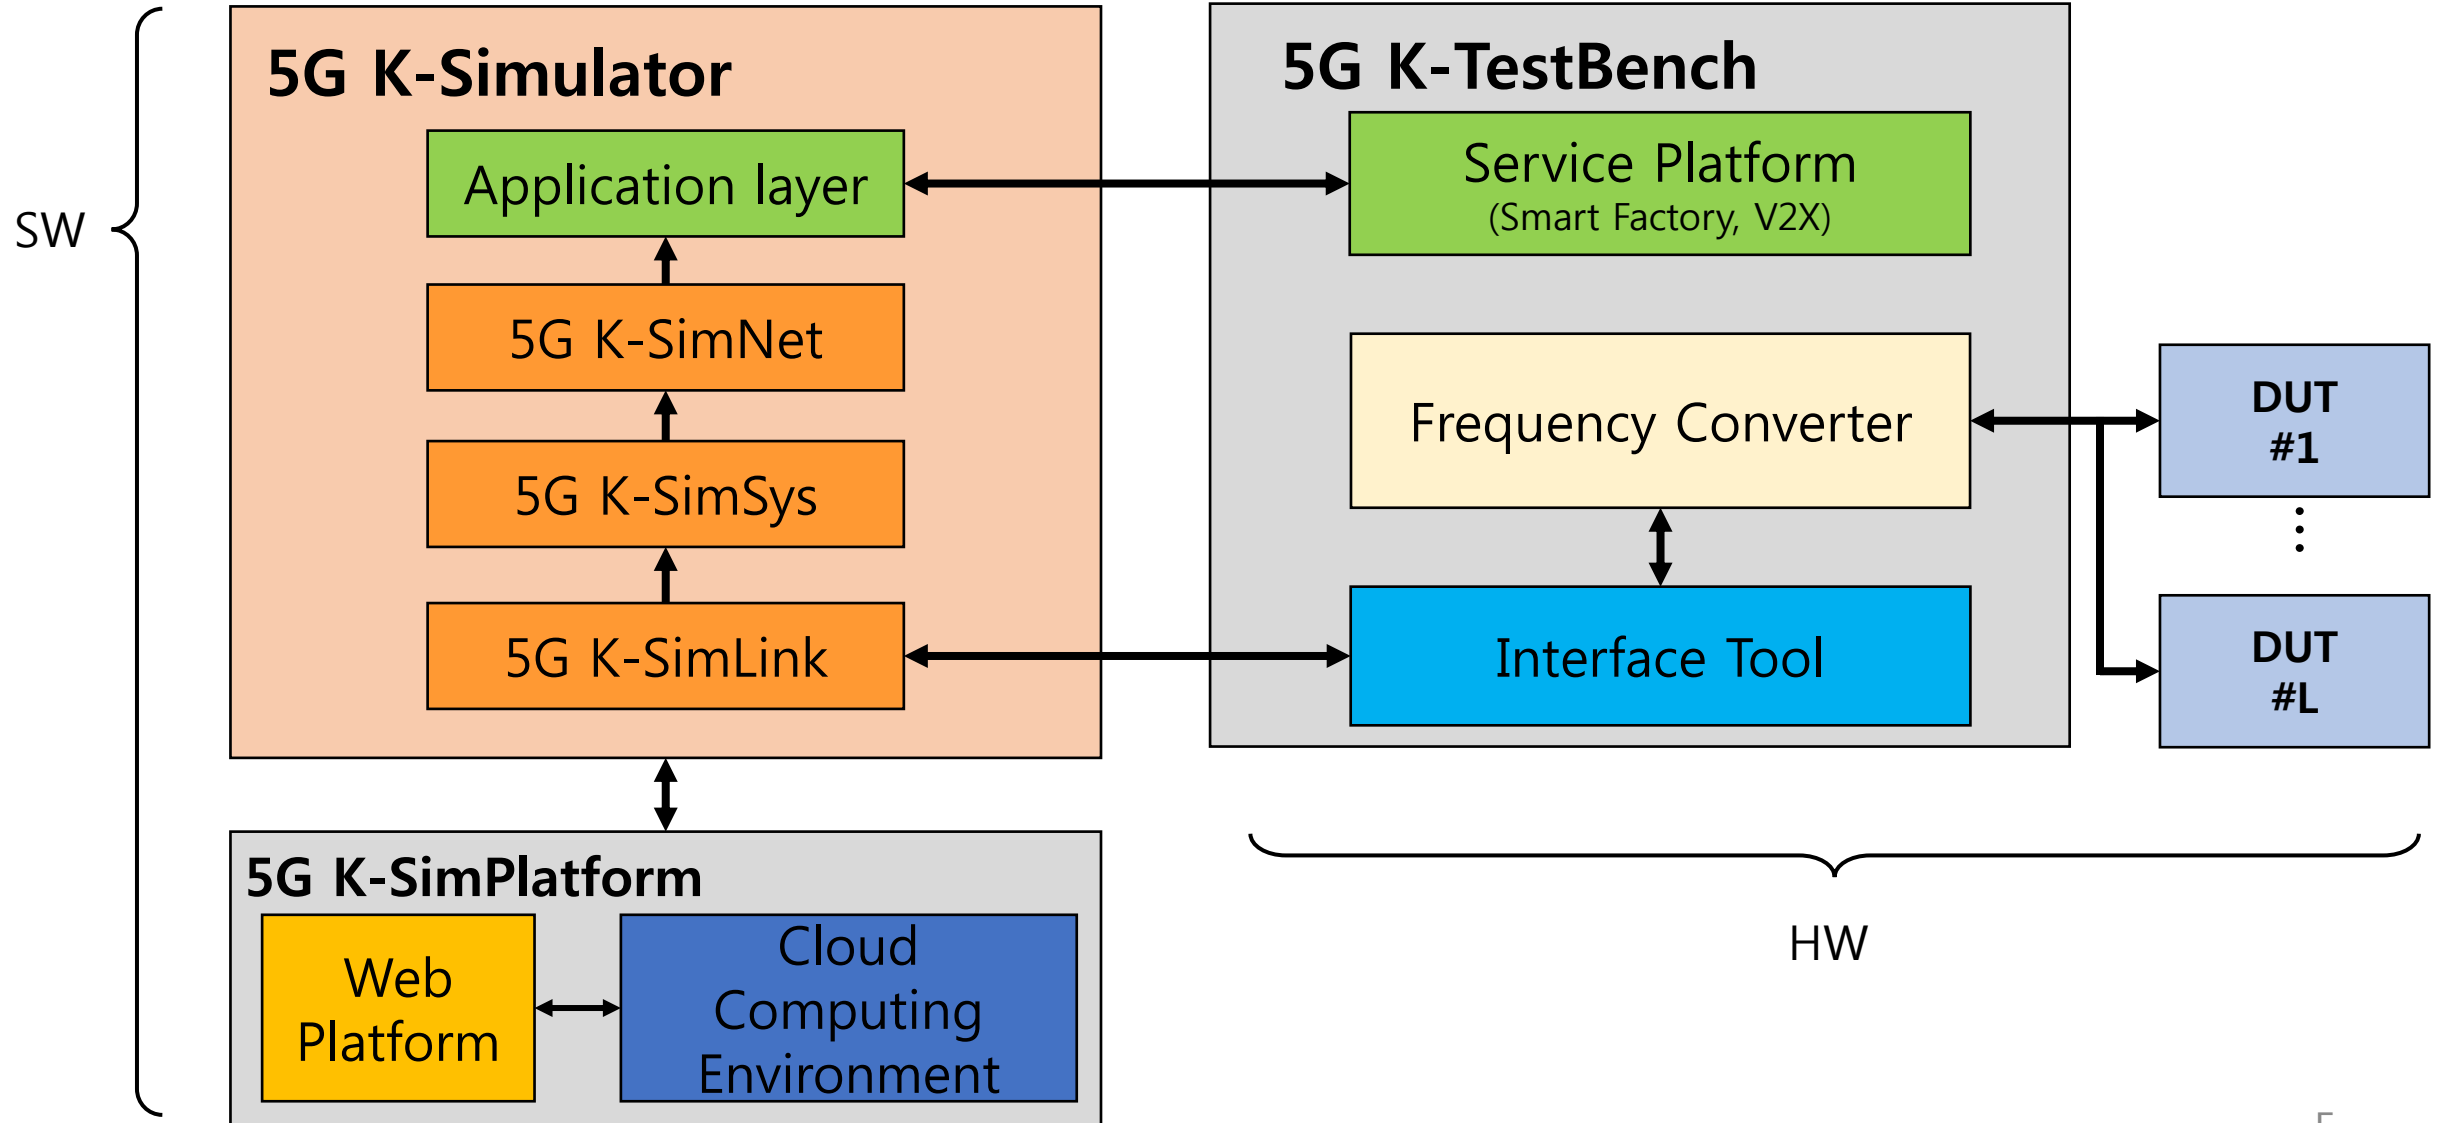 SW
5G K-Simulator
Application layer
5G K-SimNet
5G K-SimSys
5G K-SimLink
5G K-SimPlatform
Web
Platform
Cloud
Computing
Environment
5G K-TestBench
Service Platform
(Smart Factory, V2X)
Frequency Converter
Interface Tool
DUT
#1
DUT
#L
HW